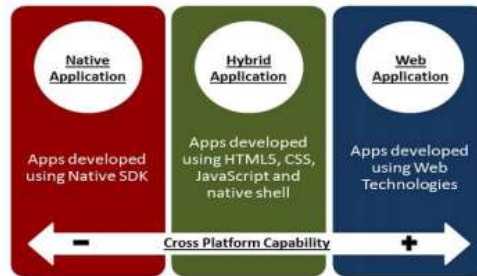 Native
Application
Apps developed
using Native SDK
Hybrid
Application
Apps developed
using HTML5, CSS,
JavaScript and
native shell
Web
Application
Apps developed
using Web
Technologies
- Cross Platform Capability +